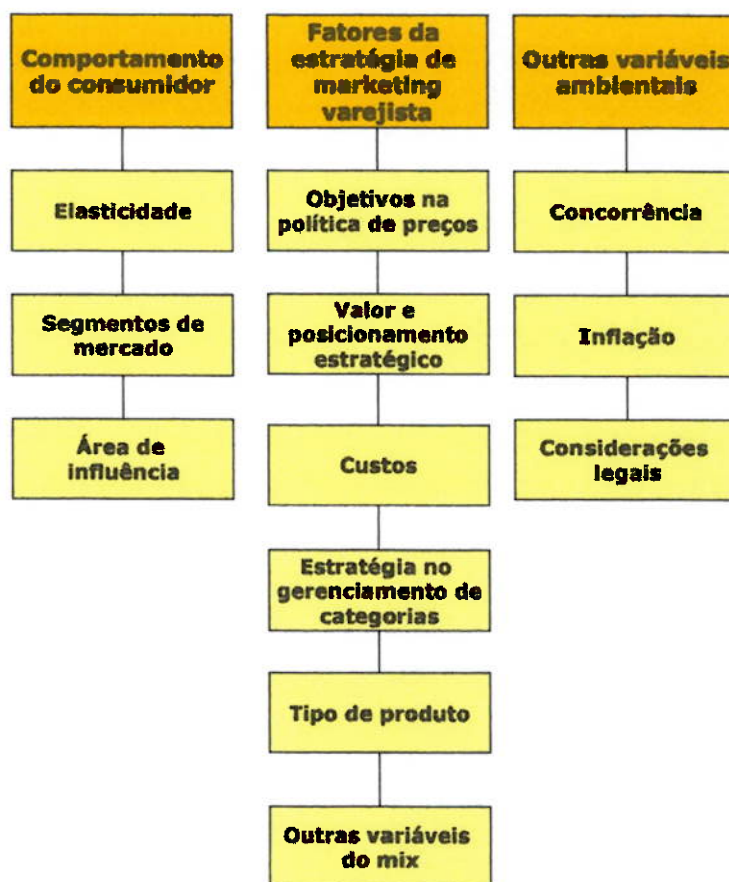 Comportamento
do consumidor
Elasticidade
Segmentos de
mercado
Área de
influência
Fatores da
estratégia de
marketing
varejista
Objetivos na
política de preços
Valor e
posicionamento
estratégico
Custos
Estratégia no
gerenciamento de
categorias
Tipo de produto
Outras variáveis
do mix
Outras variáveis
ambientais
Concorrência
Inflação
Considerações
legais